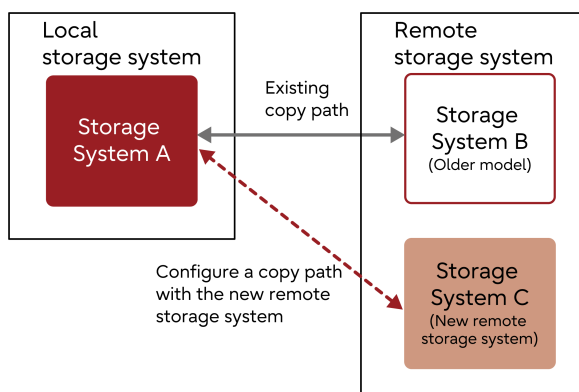 Local
storage system
Storage
System A
Existing
copy path
Remote
storage system
Storage
System B
(Older model)
Configure a copy path
with the new remote
storage system
Storage
System C
(New remote
storage system)